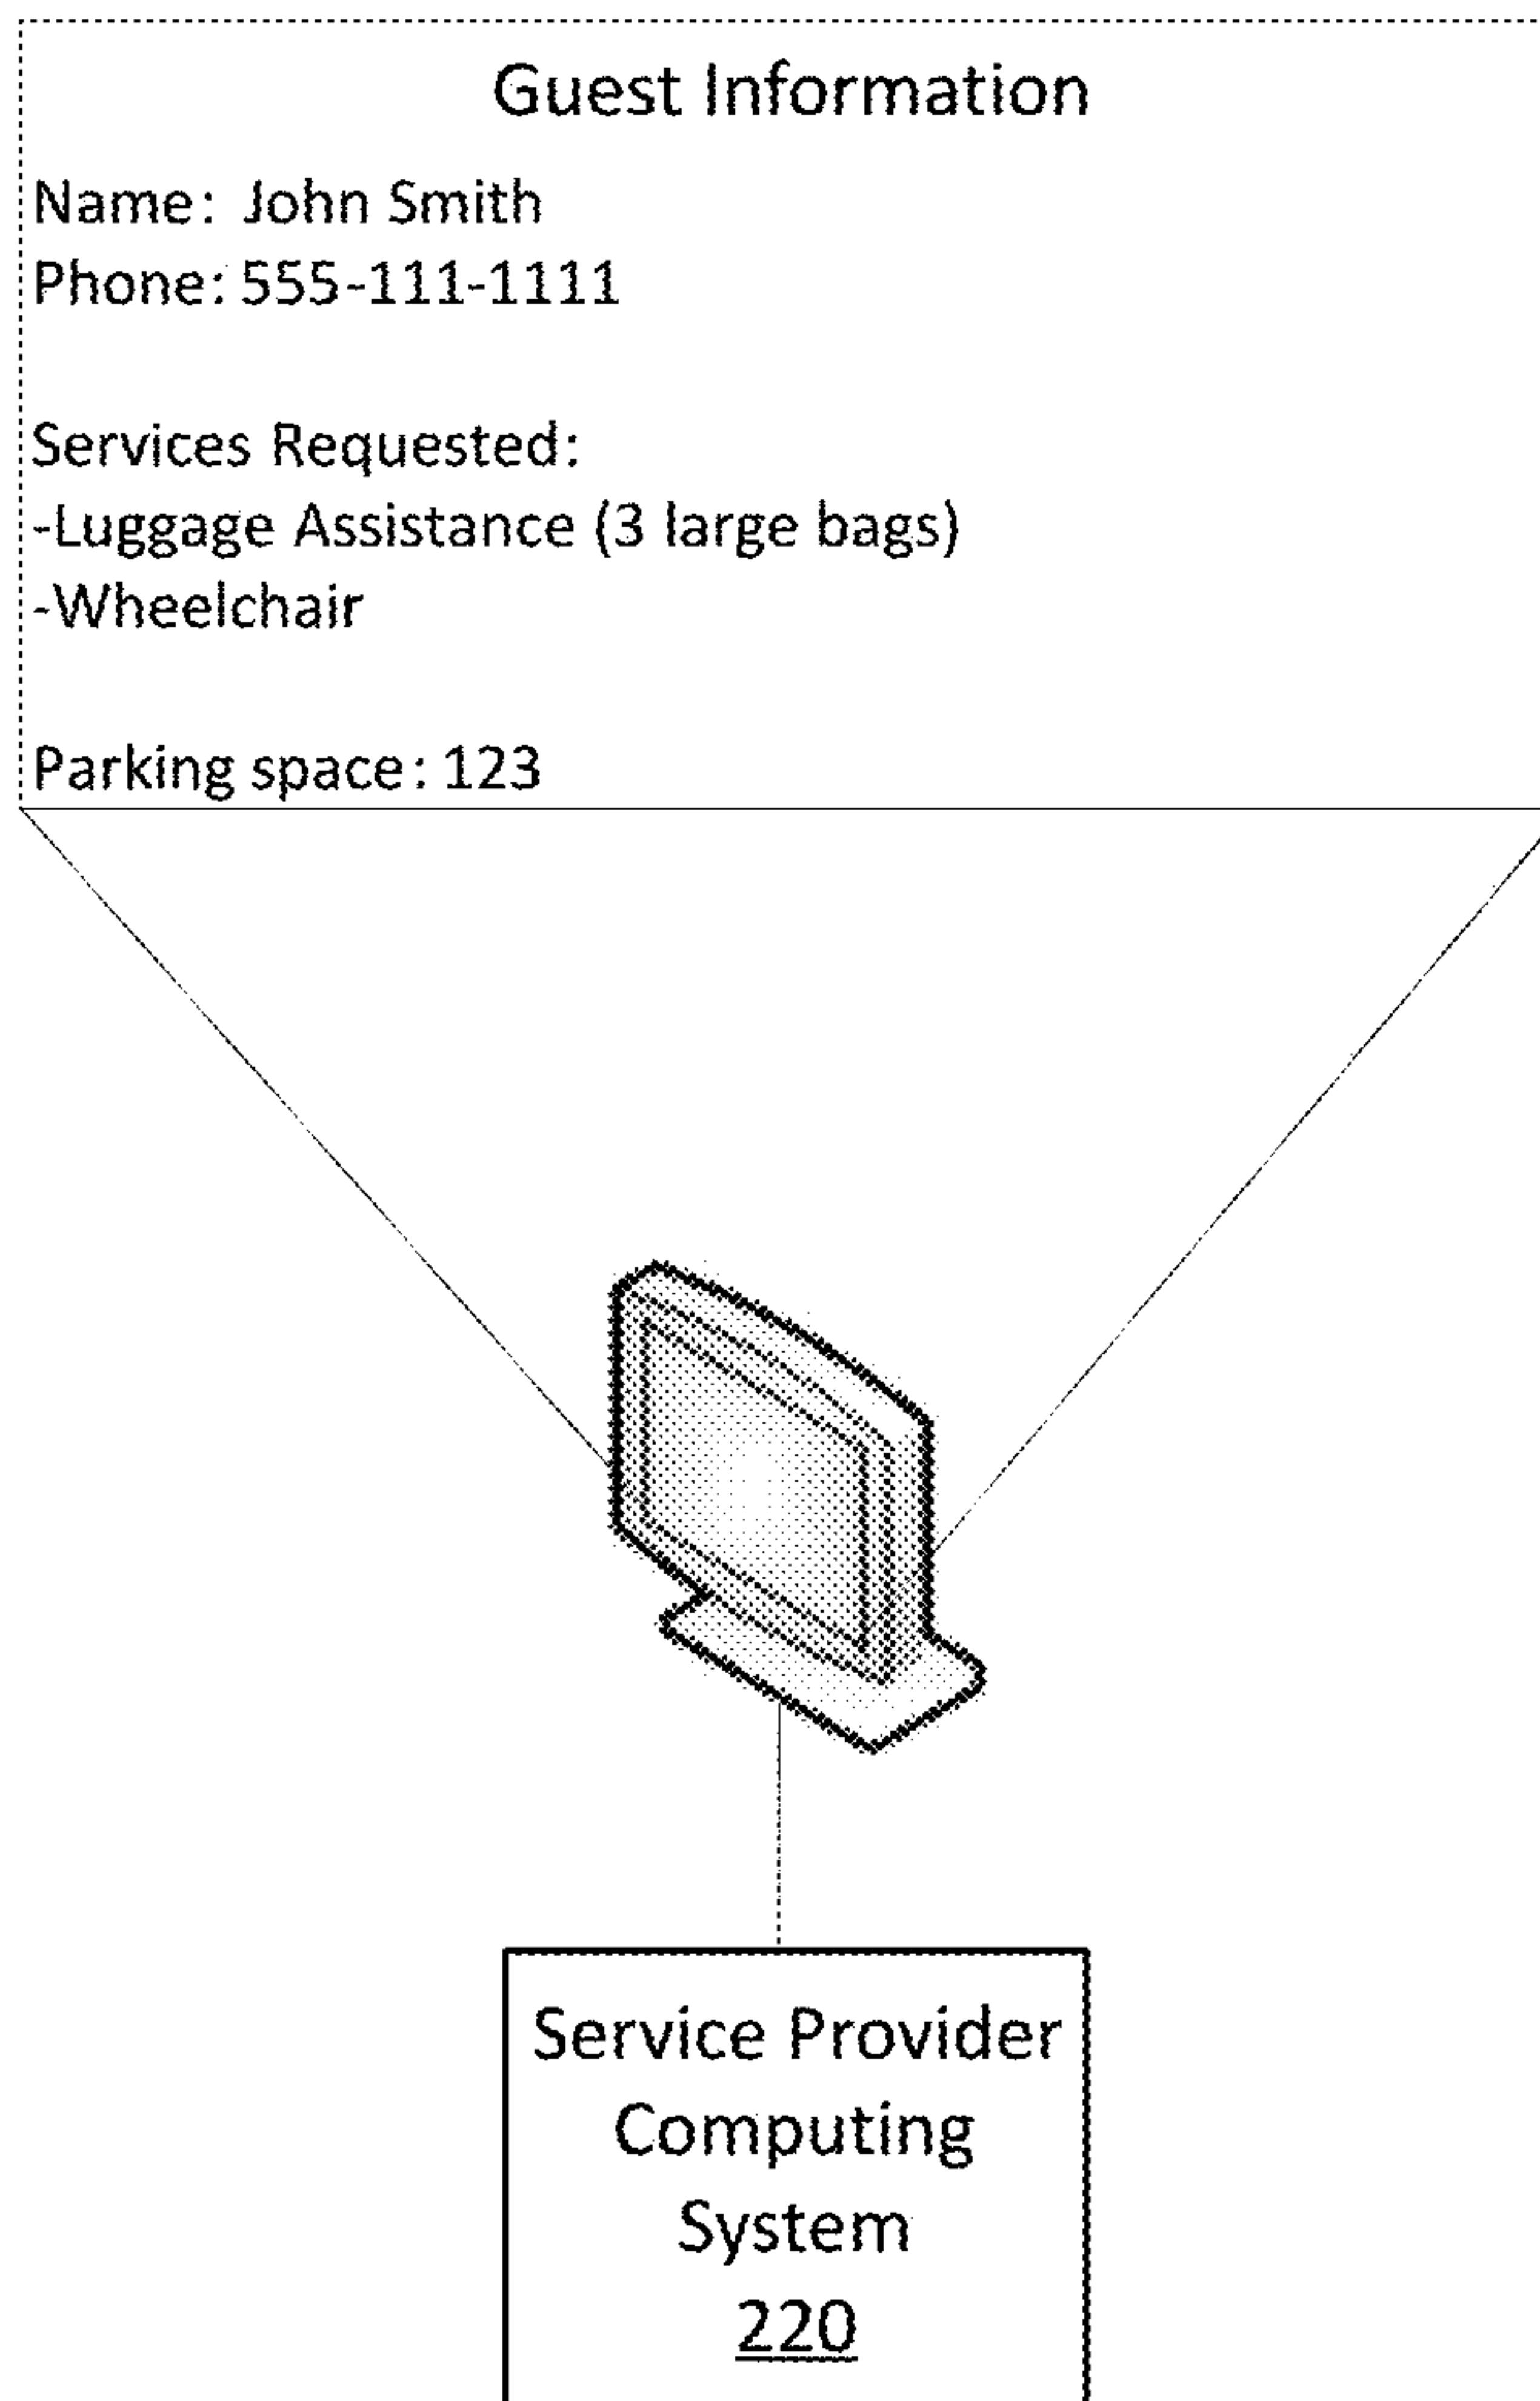 Guest Information
Name: John Smith
Phone: 555-111-1111
Services Requested:
-Luggage Assistance (3 large bags)
-Wheelchair
Parking space: 123
Service Provider
Computing
System
220